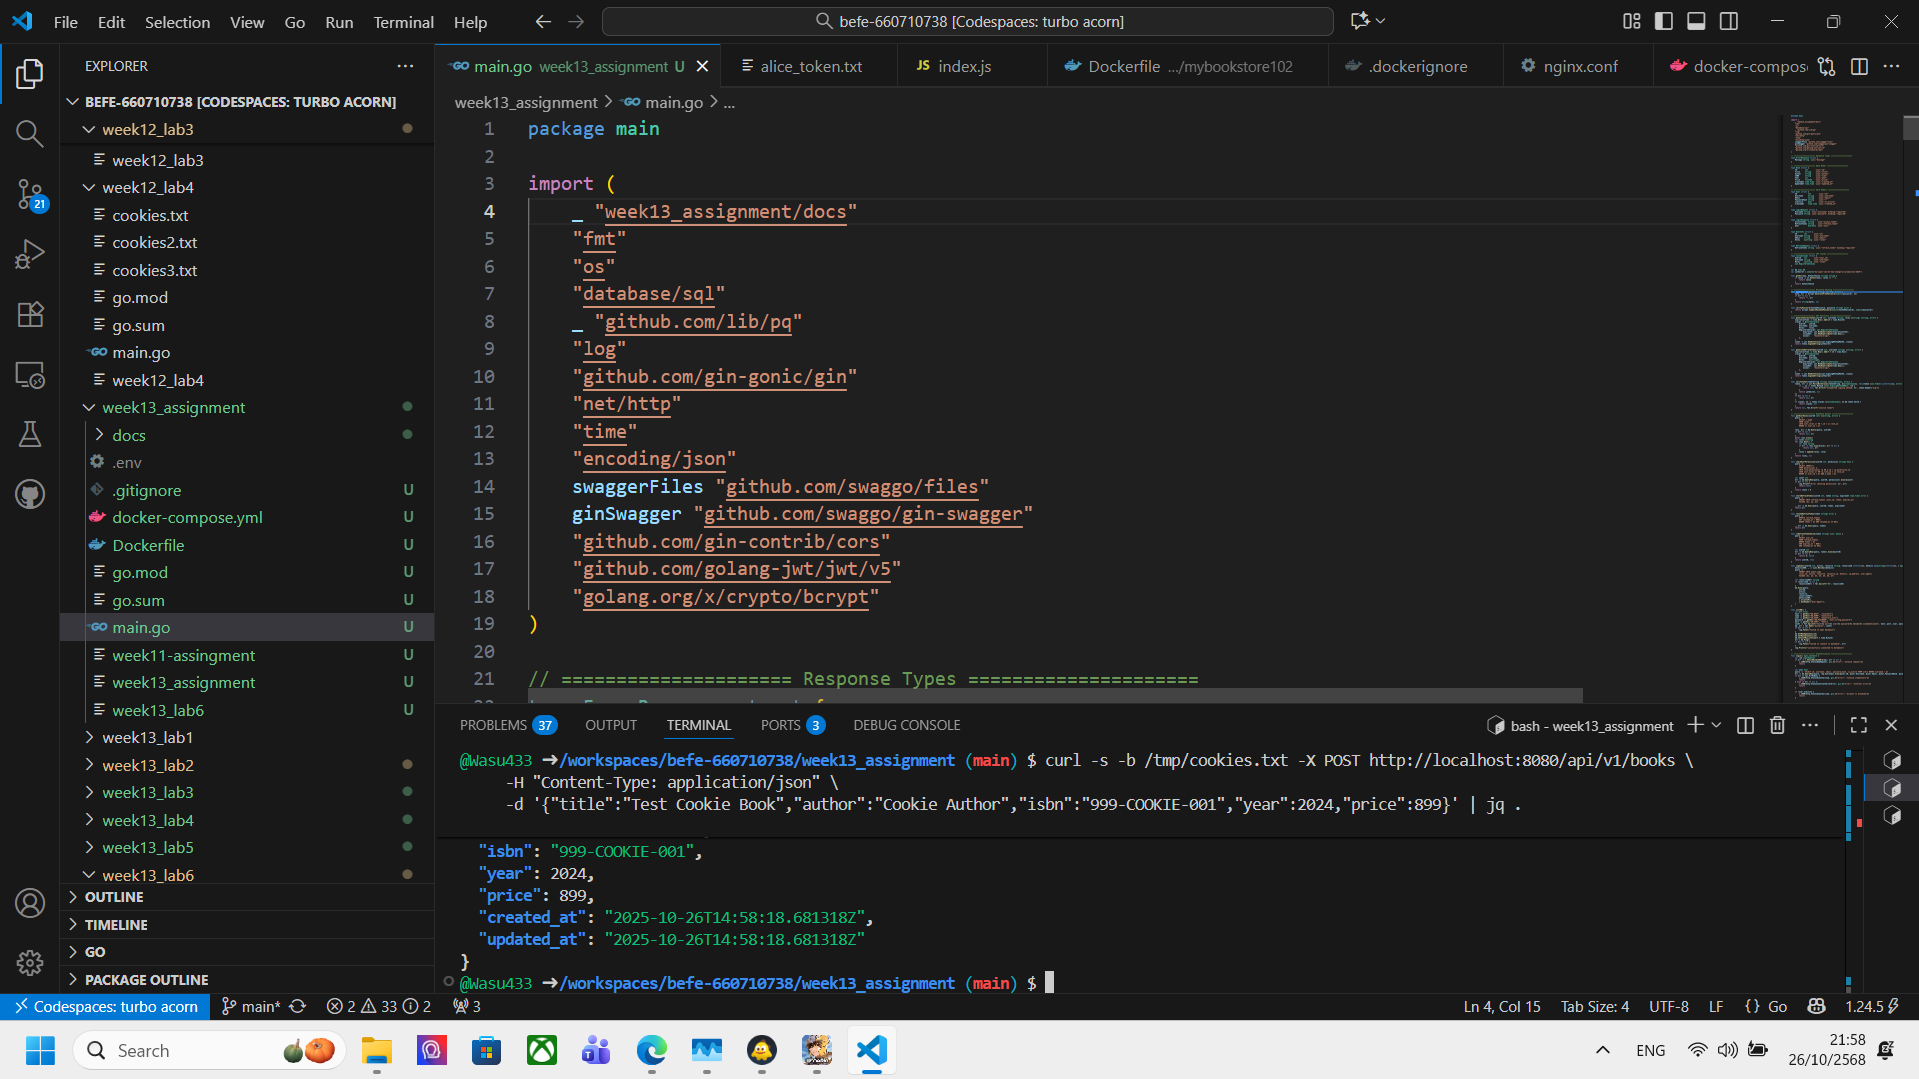 File Edit Selection View Go Run Terminal Help
befe-660710738 [Codespaces: turbo acorn]
EXPLORER
BEFE-660710738 [CODESPACES: TURBO ACORN]
week12_lab3
week12_lab3
week12_lab4
cookies.txt
cookies2.txt
cookies3.txt
go.mod
go.sum
main.go
week12_lab4
week13_assignment
docs
.env
.gitignore U
docker-compose.yml U
Dockerfile U
go.mod U
go.sum U
main.go U
week11-assingment U
week13_assignment U
week13_lab6 U
week13_lab1
week13_lab2
week13_lab3
week13_lab4
week13_lab5
week13_lab6
OUTLINE
TIMELINE
GO
PACKAGE OUTLINE
21
main.go week13_assignment U
alice_token.txt
JS index.js
Dockerfile .../mybookstore102
.dockerignore
nginx.conf
docker-compos
week13_assignment > main.go > ...
1 package main
2
3 import (
4 _ "week13_assignment/docs"
5 "fmt"
6 "os"
7 "database/sql"
8 _ "github.com/lib/pq"
9 "log"
10 "github.com/gin-gonic/gin"
11 "net/http"
12 "time"
13 "encoding/json"
14 swaggerFiles "github.com/swaggo/files"
15 ginSwagger "github.com/swaggo/gin-swagger"
16 "github.com/gin-contrib/cors"
17 "github.com/golang-jwt/jwt/v5"
18 "golang.org/x/crypto/bcrypt"
19 )
20
21 // ===================== Response Types =====================
PROBLEMS 37 OUTPUT TERMINAL PORTS 3 DEBUG CONSOLE
bash - week13_assignment
@Wasu433 ➜/workspaces/befe-660710738/week13_assignment (main) $ curl -s -b /tmp/cookies.txt -X POST http://localhost:8080/api/v1/books \
-H "Content-Type: application/json" \
-d '{"title":"Test Cookie Book","author":"Cookie Author","isbn":"999-COOKIE-001","year":2024,"price":899}' | jq .
"isbn": "999-COOKIE-001",
"year": 2024,
"price": 899,
"created_at": "2025-10-26T14:58:18.681318Z",
"updated_at": "2025-10-26T14:58:18.681318Z"
}
@Wasu433 ➜/workspaces/befe-660710738/week13_assignment (main) $
Codespaces: turbo acorn main* 2 33 2 3
Ln 4, Col 15 Tab Size: 4 UTF-8 LF {} Go 1.24.5
Search
ENG
21:58
26/10/2568